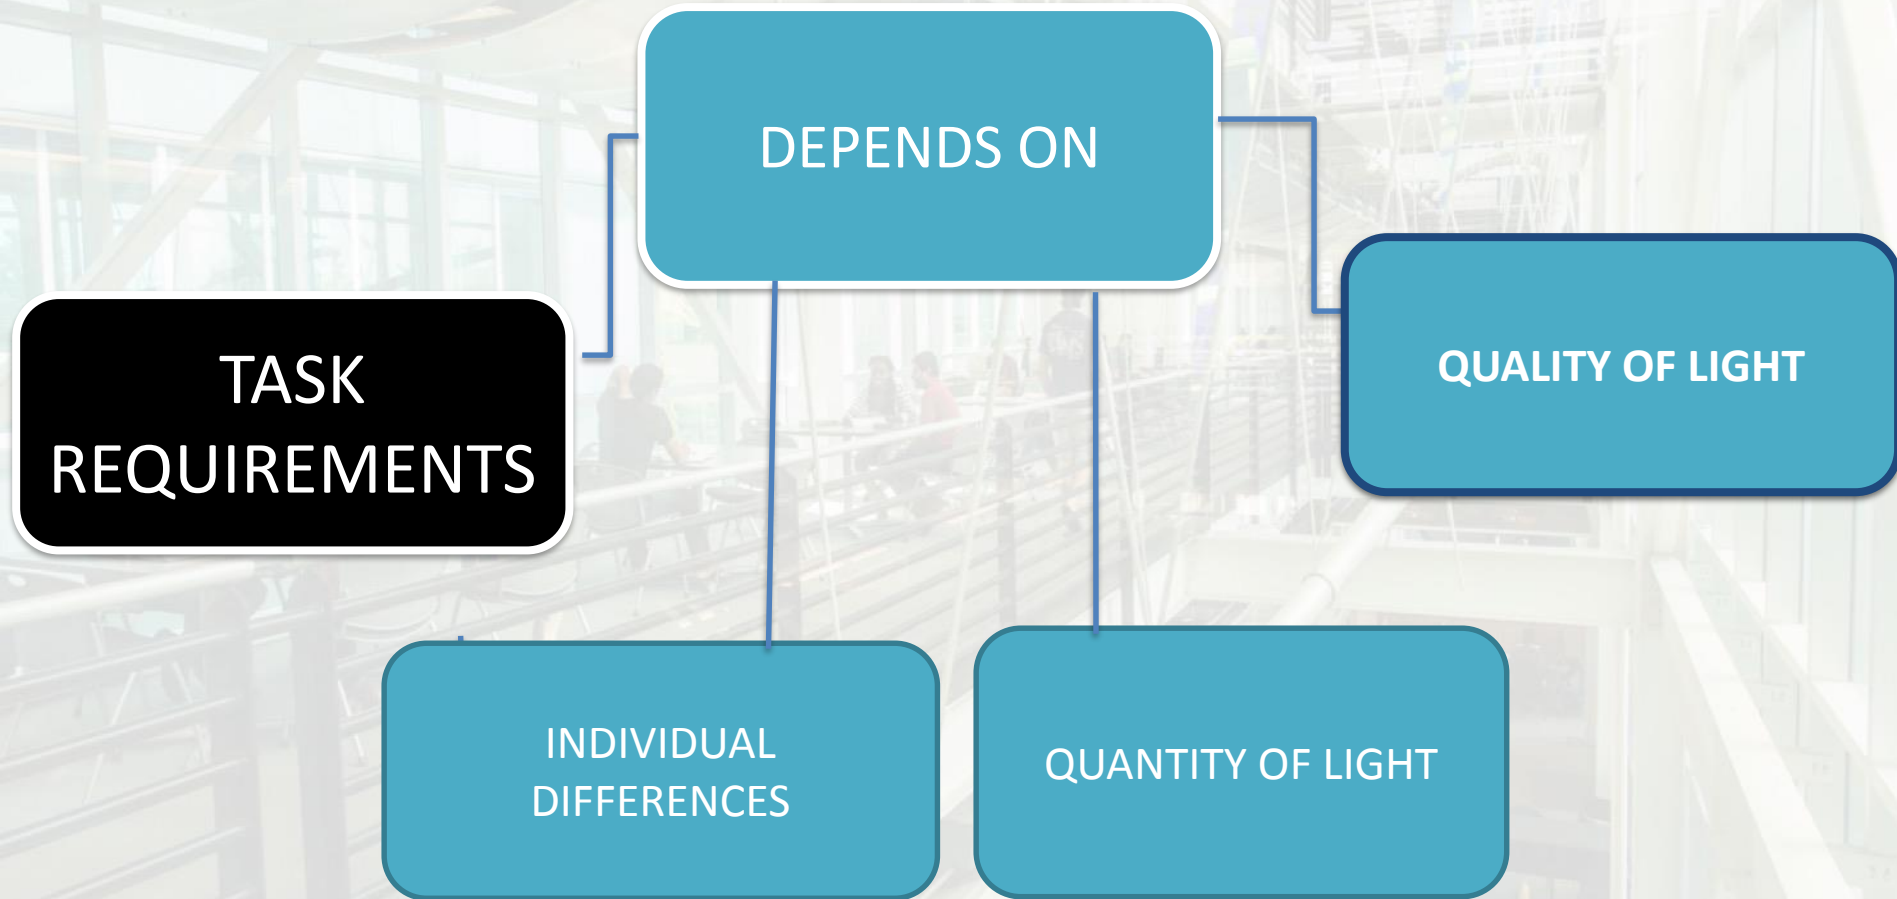 DEPENDS ON
TASK
REQUIREMENTS
QUALITY OF LIGHT
INDIVIDUAL
DIFFERENCES
QUANTITY OF LIGHT